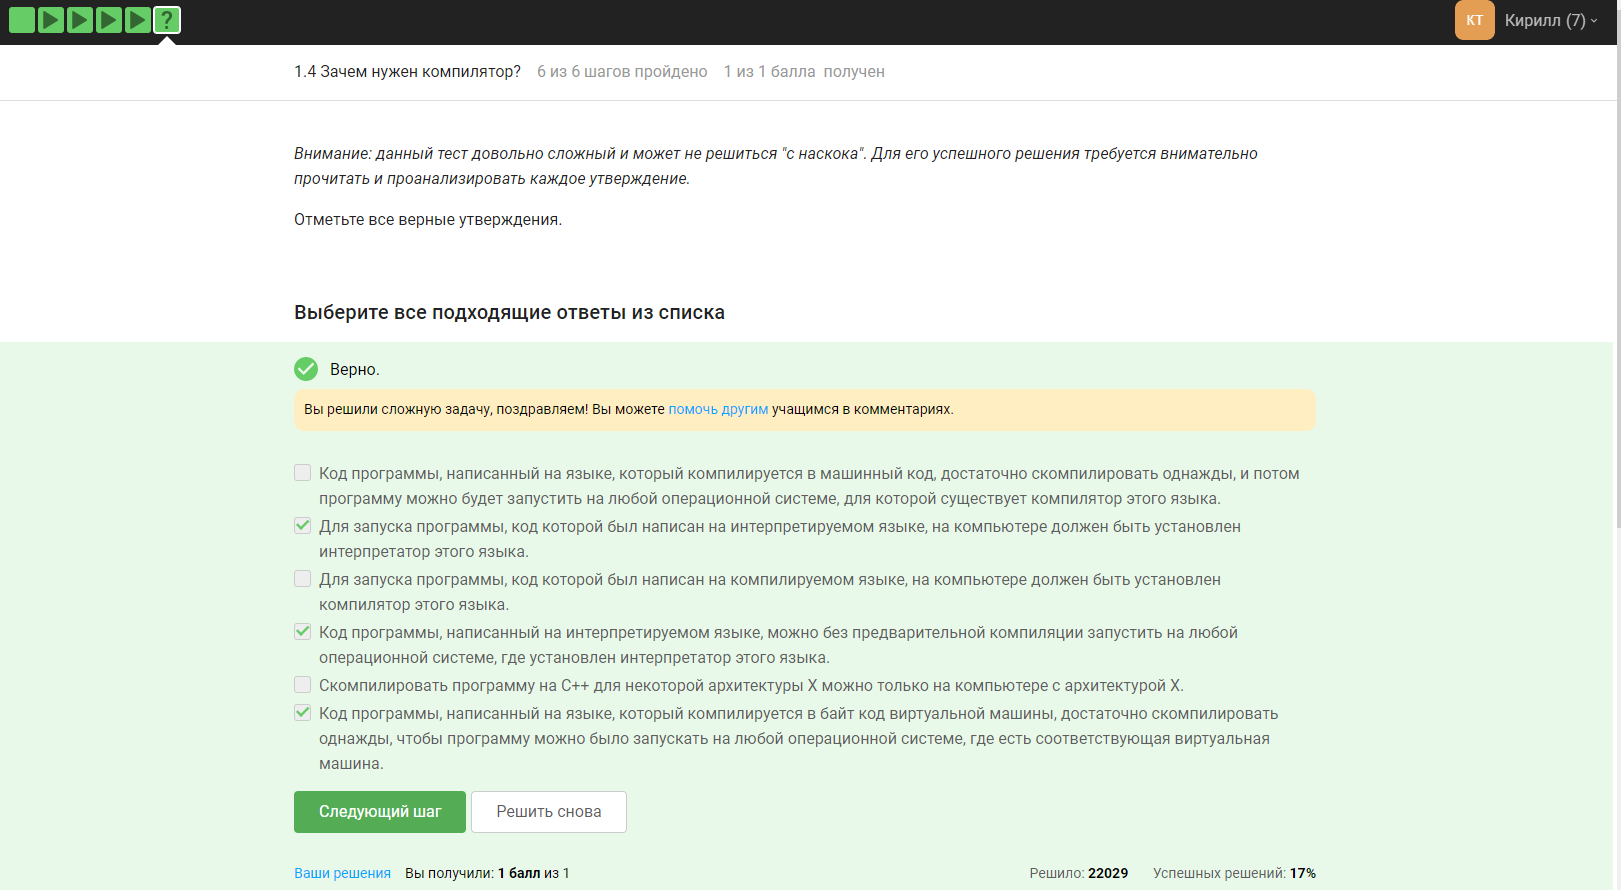 ?
КТ
Кирилл (7)
1.4 Зачем нужен компилятор? 6 из 6 шагов пройдено 1 из 1 балла получен
Внимание: данный тест довольно сложный и может не решиться "с наскока". Для его успешного решения требуется внимательно
прочитать и проанализировать каждое утверждение.
Отметьте все верные утверждения.
Выберите все подходящие ответы из списка
Верно.
Вы решили сложную задачу, поздравляем! Вы можете помочь другим учащимся в комментариях.
Код программы, написанный на языке, который компилируется в машинный код, достаточно скомпилировать однажды, и потом
программу можно будет запустить на любой операционной системе, для которой существует компилятор этого языка.
Для запуска программы, код которой был написан на интерпретируемом языке, на компьютере должен быть установлен
интерпретатор этого языка.
Для запуска программы, код которой был написан на компилируемом языке, на компьютере должен быть установлен
компилятор этого языка.
Код программы, написанный на интерпретируемом языке, можно без предварительной компиляции запустить на любой
операционной системе, где установлен интерпретатор этого языка.
Скомпилировать программу на C++ для некоторой архитектуры X можно только на компьютере с архитектурой X.
Код программы, написанный на языке, который компилируется в байт код виртуальной машины, достаточно скомпилировать
однажды, чтобы программу можно было запускать на любой операционной системе, где есть соответствующая виртуальная
машина.
Следующий шаг Решить снова
Ваши решения Вы получили: 1 балл из 1 Решило: 22029 Успешных решений: 17%